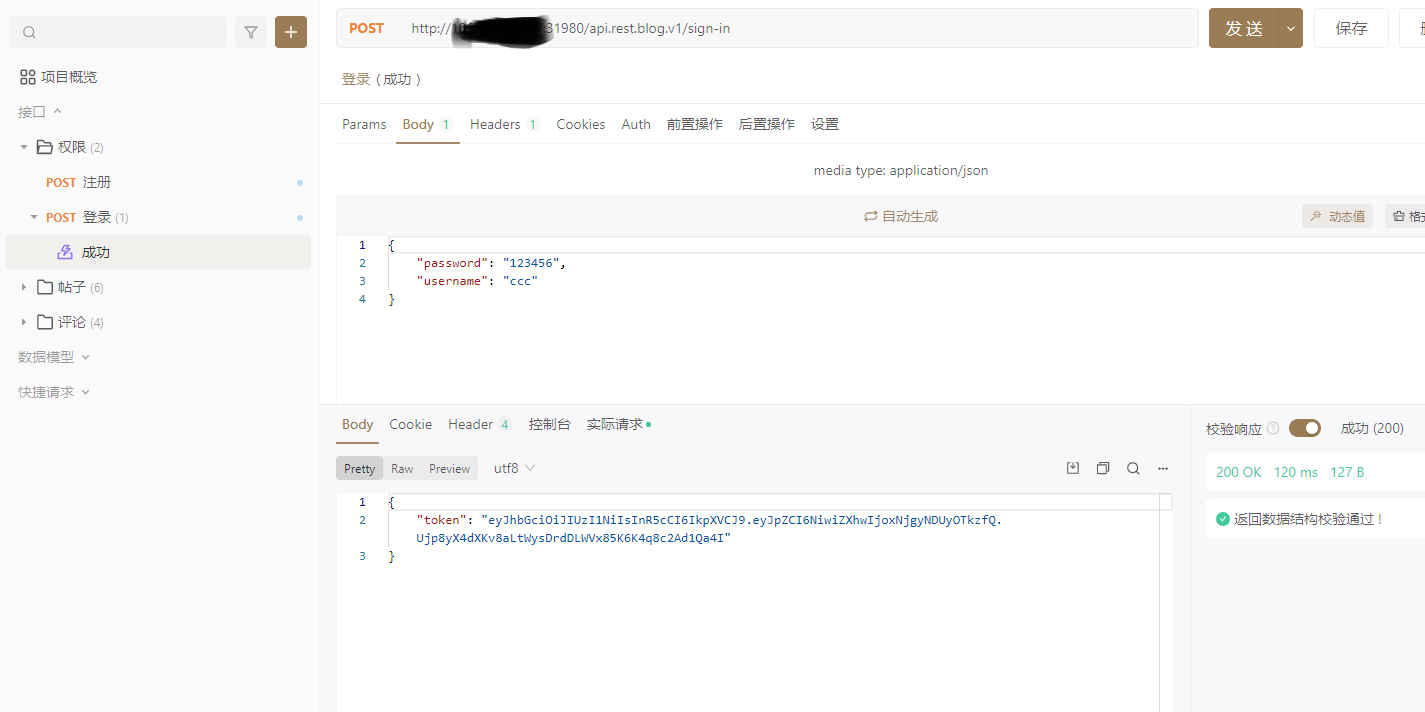 POST http:// 31980/api.rest.blog.v1/sign-in
发 送
保存
项目概览
登录 ( 成功 )
接口
Params Body 1 Headers 1 Cookies Auth 前置操作 后置操作 设置
权限 (2)
media type: application/json
POST 注册
POST 登录 (1)
自动生成
动态值
成功
帖子 (6)
评论 (4)
数据模型
快捷请求
1 {
2 "password": "123456",
3 "username": "ccc"
4 }
Body Cookie Header 4 控制台 实际请求
校验响应 成功 (200)
Pretty Raw Preview utf8
200 OK 120 ms 127 B
1 {
2 "token": "eyJhbGciOiJIUzI1NiIsInR5cCI6IkpXVCJ9.eyJpZCI6NiwiZXhwIjoxNjgyNDUyOTkzfQ.
Ujp8yX4dXKv8aLtWysDrdDLWVx85K6K4q8c2Ad1Qa4I"
3 }
返回数据结构校验通过！